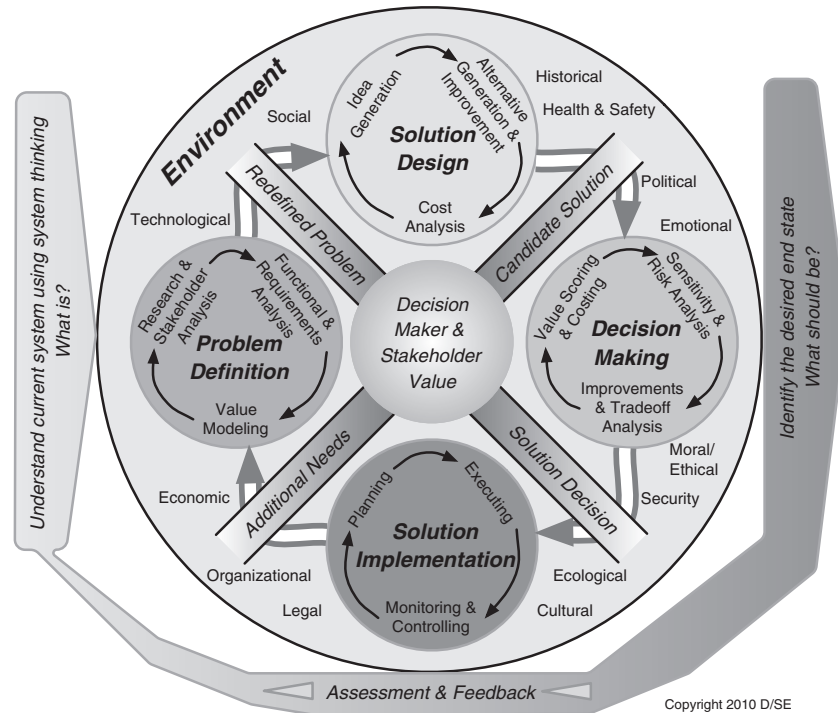 Environment
Social
Historical
Health & Safety
Political
Emotional
Technological
Economic
Organizational
Legal
Moral/
Ethical
Security
Ecological
Cultural
Idea
Generation
Alternative
Generation &
Improvement
Solution
Design
Cost
Analysis
Redefined Problem
Candidate Solution
Research &
Stakeholder
Analysis
Functional &
Requirements
Analysis
Problem
Definition
Value
Modeling
Decision
Maker &
Stakeholder
Value
Value Scoring
& Costing
Sensitivity &
Risk Analysis
Decision
Making
Improvements
& Tradeoff
Analysis
Additional Needs
Solution Decision
Planning
Executing
Solution
Implementation
Monitoring &
Controlling
Understand current system using system thinking
What is?
Identify the desired end state
What should be?
Assessment & Feedback
Copyright 2010 D/SE